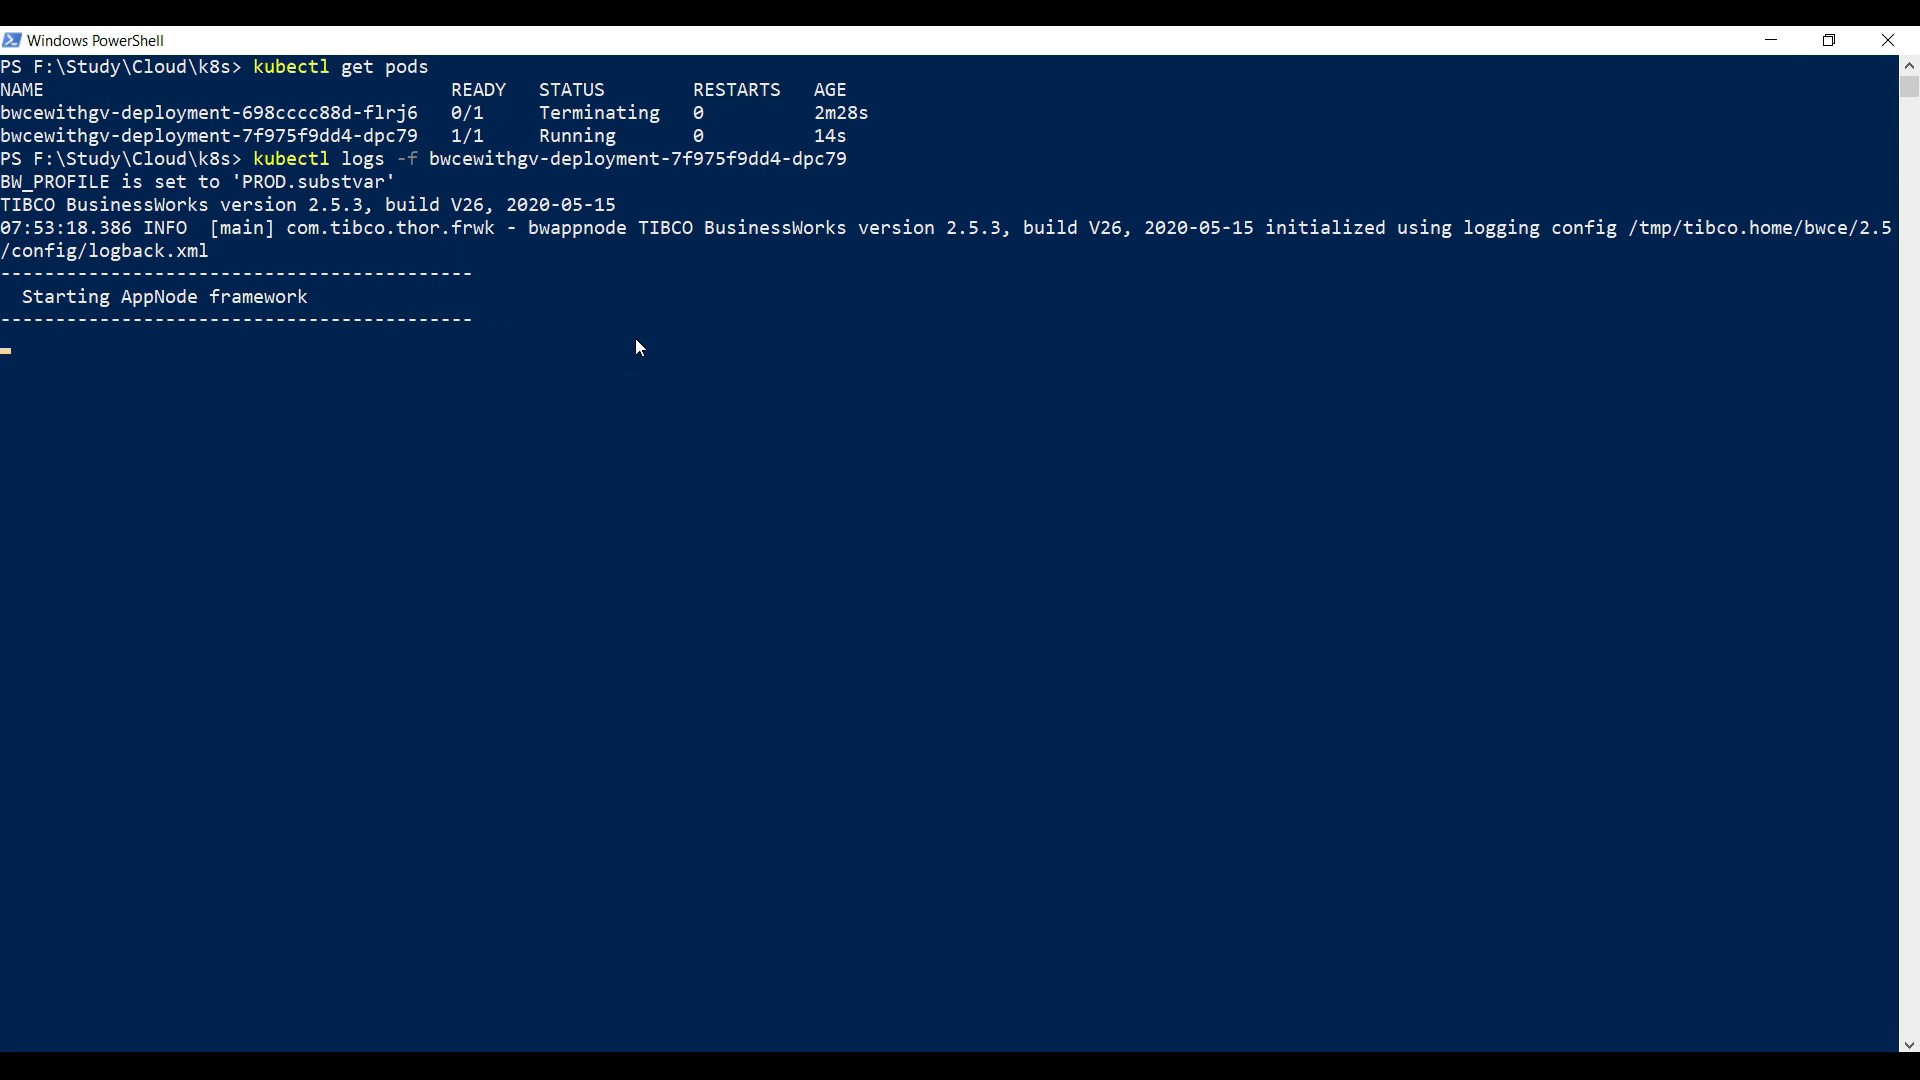 Windows PowerShell
PS F:\Study\Cloud\k8s> kubectl get pods
NAME READY STATUS RESTARTS AGE
bwcewithgv-deployment-698cccc88d-flrj6 0/1 Terminating 0 2m28s
bwcewithgv-deployment-7f975f9dd4-dpc79 1/1 Running 0 14s
PS F:\Study\Cloud\k8s> kubectl logs -f bwcewithgv-deployment-7f975f9dd4-dpc79
BW_PROFILE is set to 'PROD.substvar'
TIBCO BusinessWorks version 2.5.3, build V26, 2020-05-15
07:53:18.386 INFO [main] com.tibco.thor.frwk - bwappnode TIBCO BusinessWorks version 2.5.3, build V26, 2020-05-15 initialized using logging config /tmp/tibco.home/bwce/2.5
/config/logback.xml
-------------------------------------------
Starting AppNode framework
-------------------------------------------